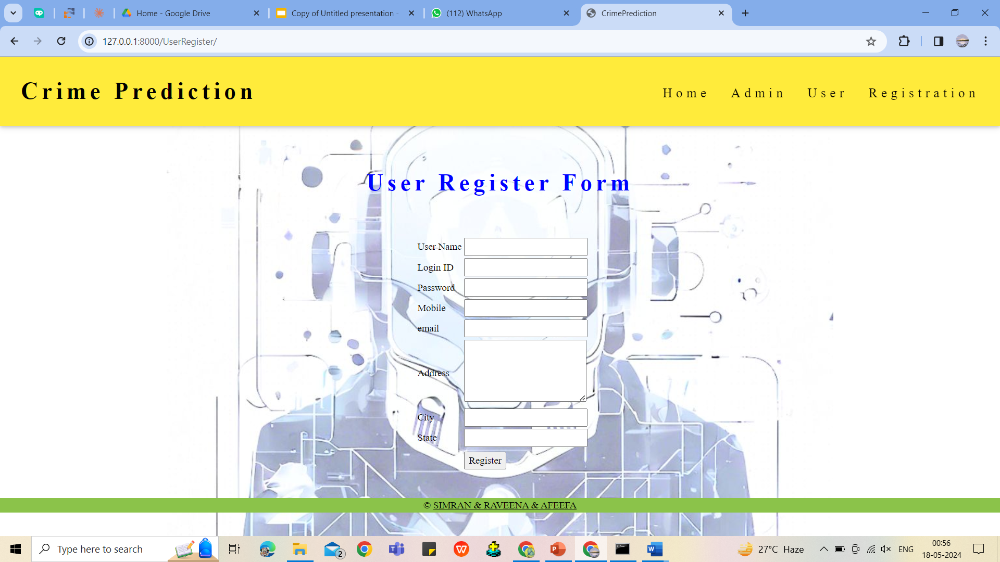 Home - Google Drive
Copy of Untitled presentation -
(112) WhatsApp
CrimePrediction
127.0.0.1:8000/UserRegister/
Crime Prediction
Home Admin User Registration
User Register Form
User Name
Login ID
Password
Mobile
email
Address
City
State
Register
© SIMRAN & RAVEENA & AFEEFA
Type here to search
2
27°C Haze
ENG
00:56
18-05-2024